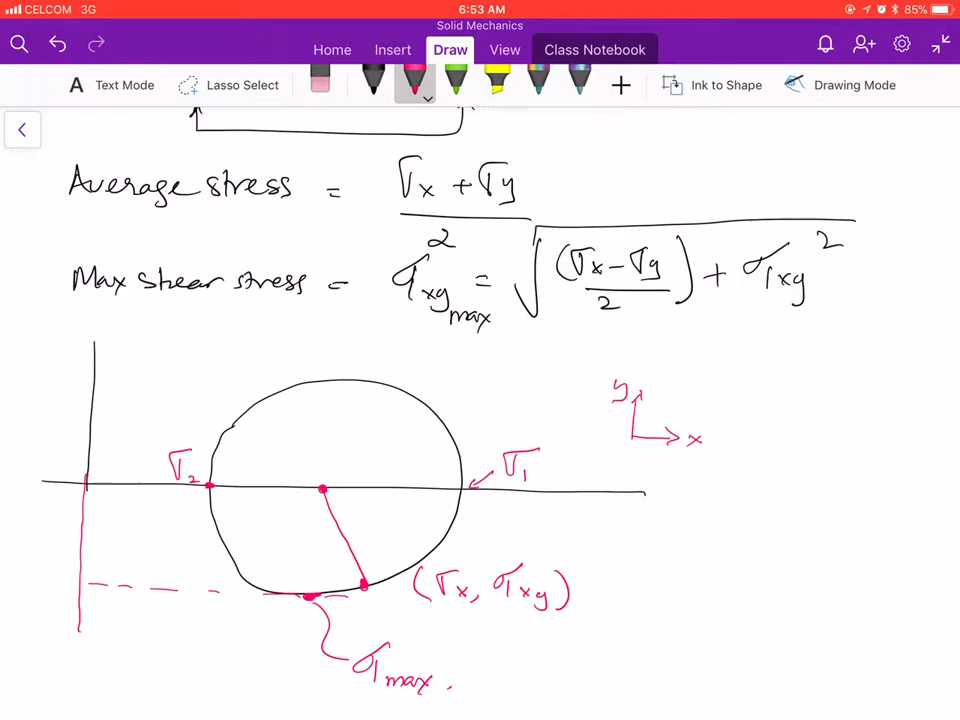 CELCOM 3G 6:53 AM 85%
Solid Mechanics
Home Insert Draw View Class Notebook
A Text Mode Lasso Select + Ink to Shape Drawing Mode
Average stress = σx + σy
2
Max shear stress = τxy max = √((σx − σy) / 2) + τxy 2
y
x
σ2
σ1
(σx, τxy)
τmax.